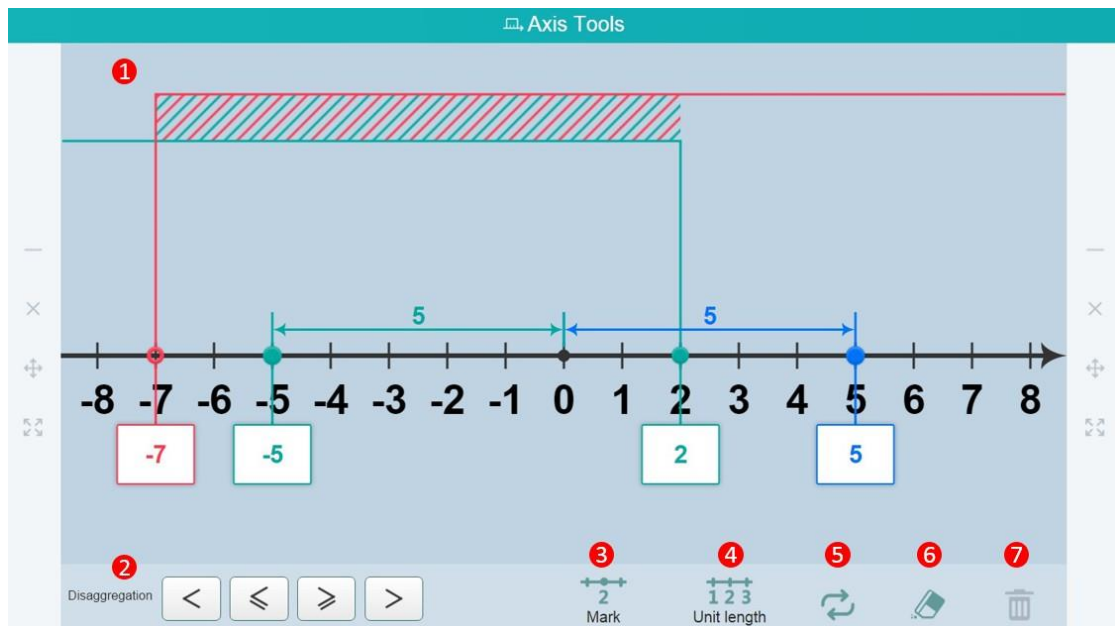 Axis Tools
1
5 5
-8 -7 -6 -5 -4 -3 -2 -1 0 1 2 3 4 5 6 7 8
-7 -5 2 5
2 3 4 5 6 7
Disaggregation < ⩽ ⩾ > 2 1 2 3
Mark Unit length